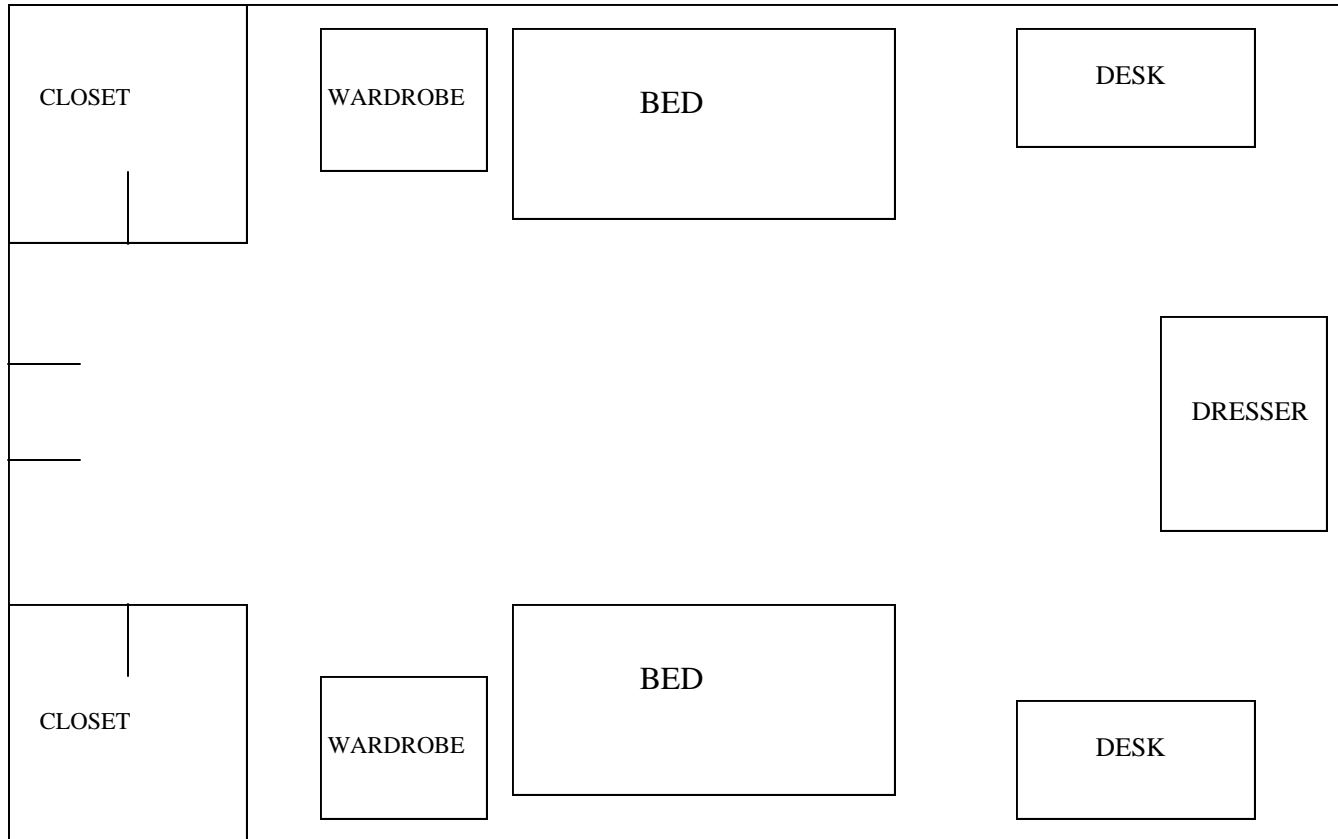 CLOSET
WARDROBE
BED
DESK
DRESSER
CLOSET
WARDROBE
BED
DESK